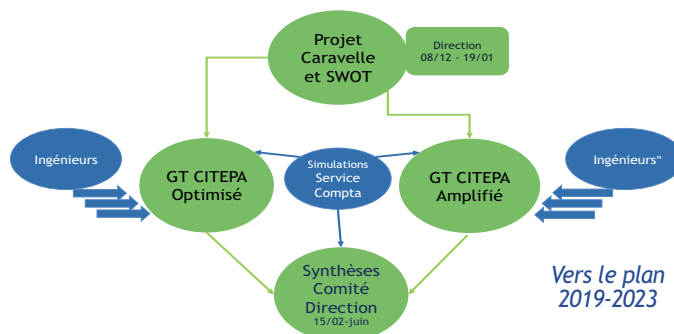 Projet
Caravelle
et SWOT
Direction
08/12 - 19/01
Ingénieurs
GT CITEPA
Optimisé
Simulations
Service
Compta
GT CITEPA
Amplifié
Ingénieurs"
Synthèses
Comité
Direction
15/02-juin
Vers le plan
2019-2023